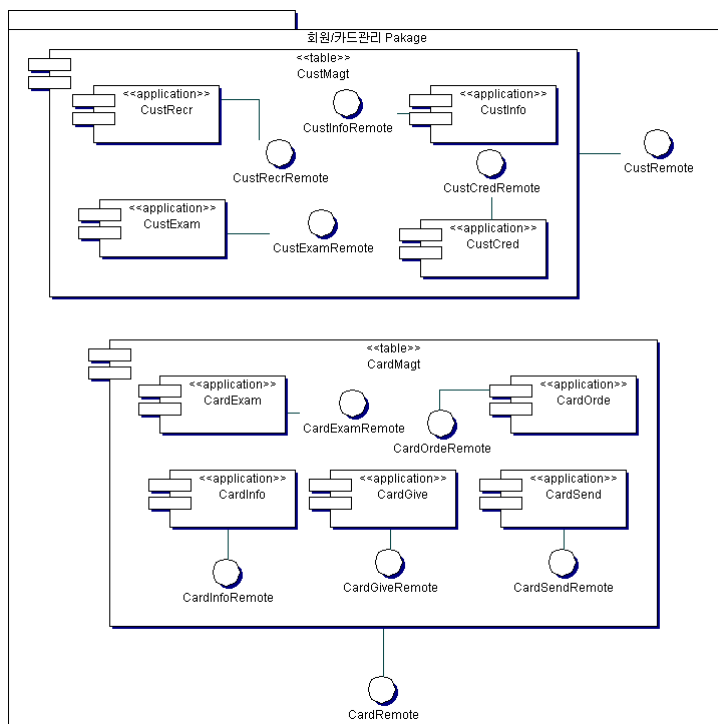 회원/카드관리 Pakage
<<table>>
CustMagt
<<application>>
CustRecr
CustRecrRemote
CustInfoRemote
<<application>>
CustInfo
CustCredRemote
CustRemote
<<application>>
CustExam
CustExamRemote
<<application>>
CustCred
<<table>>
CardMagt
<<application>>
CardExam
CardExamRemote
CardOrdeRemote
<<application>>
CardOrde
<<application>>
CardInfo
<<application>>
CardGive
<<application>>
CardSend
CardInfoRemote
CardGiveRemote
CardSendRemote
CardRemote